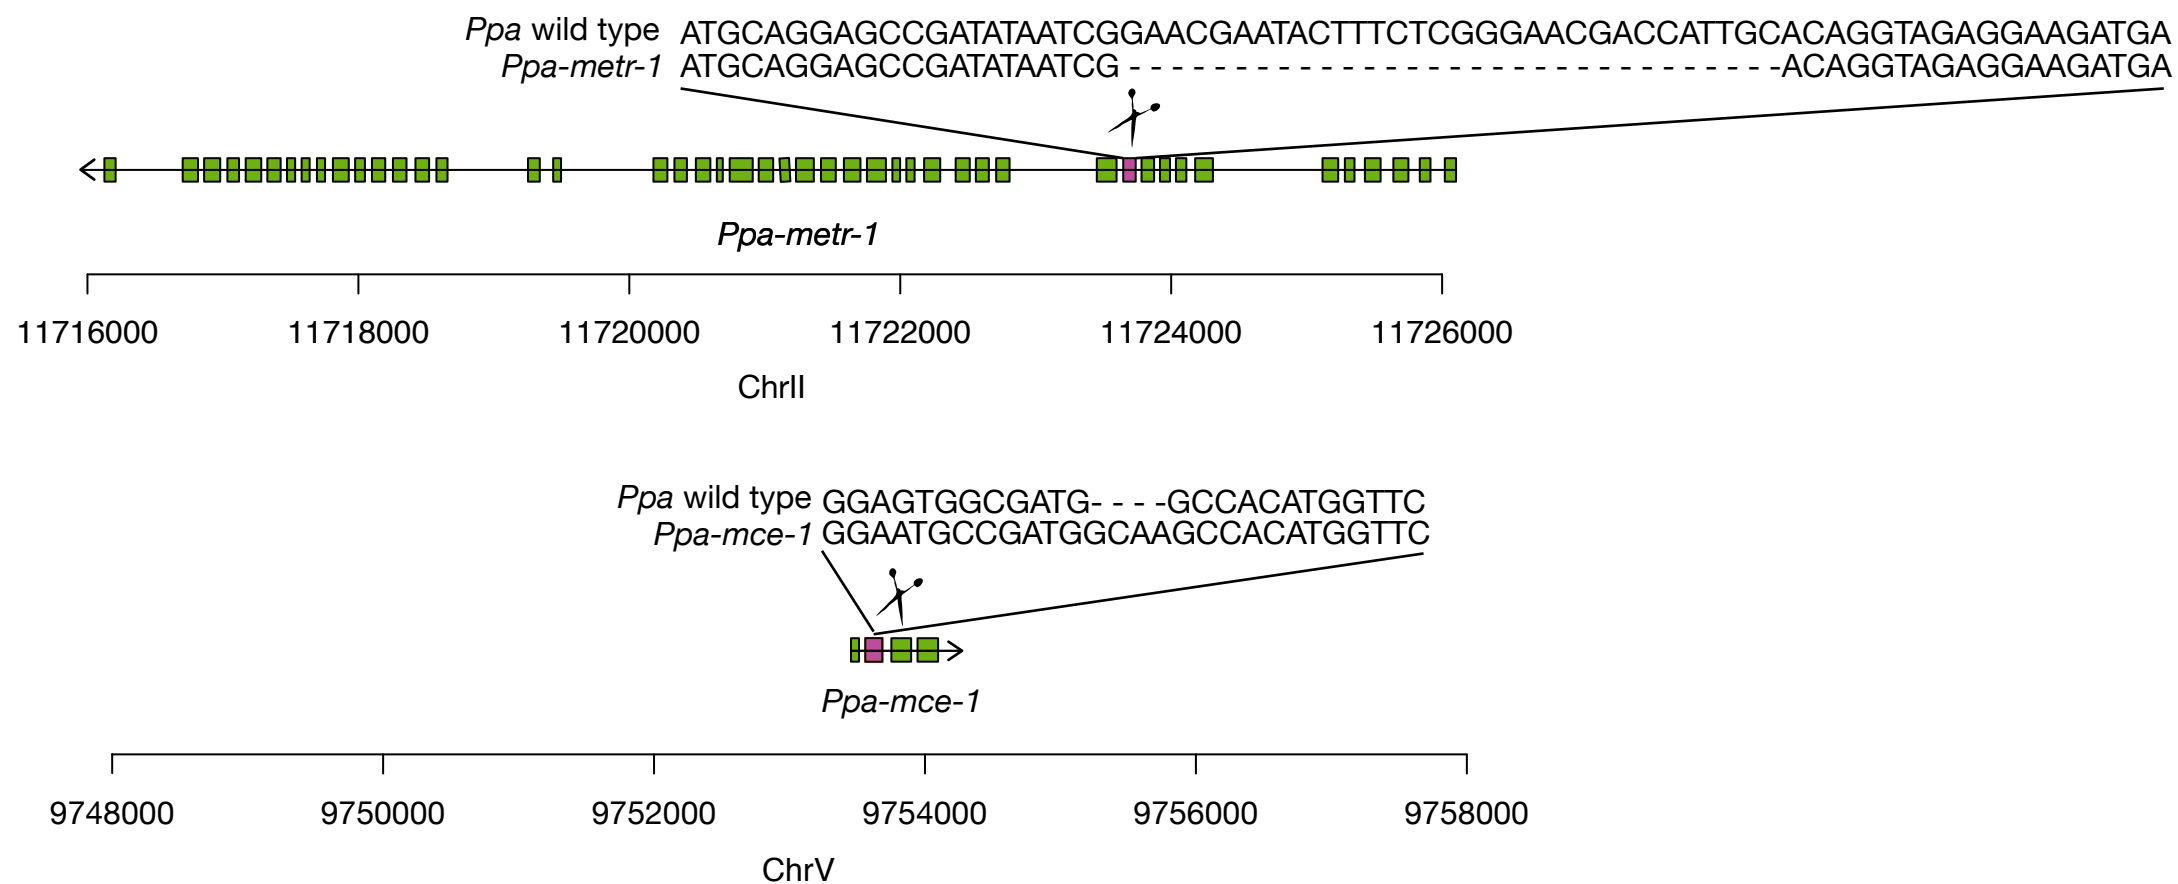 Ppa wild type ATGCAGGAGCCGATATAATCGGAACGAATACTTTCTCGGGAACGACCATTGCACAGGTAGAGGAAGATGA
Ppa-metr-1 ATGCAGGAGCCGATATAATCG - - - - - - - - - - - - - - - - - - - - - - - - - - - - - - -ACAGGTAGAGGAAGATGA
Ppa-metr-1
11716000 11718000 11720000 11722000 11724000 11726000
ChrII
Ppa wild type GGAGTGGCGATG- - - -GCCACATGGTTC
Ppa-mce-1 GGAATGCCGATGGCAAGCCACATGGTTC
Ppa-mce-1
9748000 9750000 9752000 9754000 9756000 9758000
ChrV